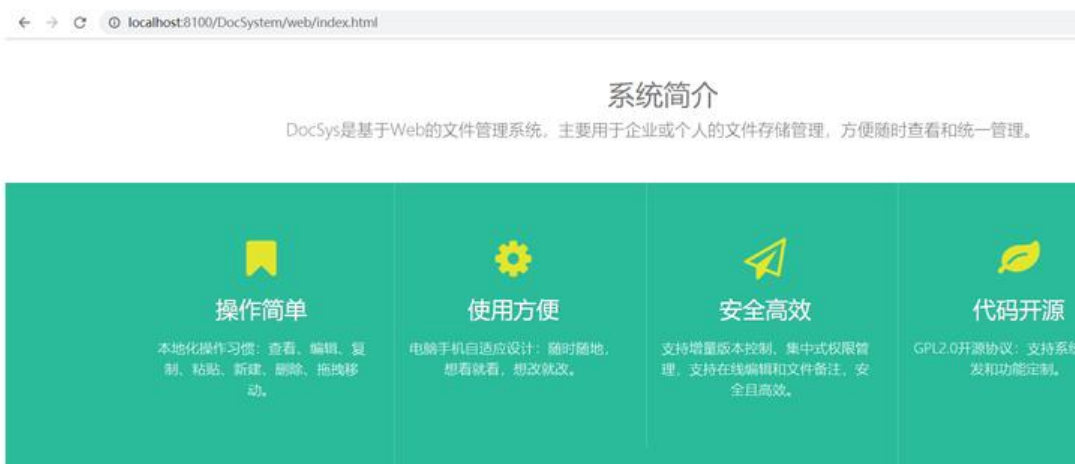 localhost:8100/DocSystem/web/index.html
系统简介
DocSys是基于Web的文件管理系统，主要用于企业或个人的文件存储管理，方便随时查看和统一管理。
操作简单
本地化操作习惯：查看、编辑、复
制、粘贴、新建、删除、拖拽移
动。
使用方便
电脑手机自适应设计：随时随地，
想看就看，想改就改。
安全高效
支持增量版本控制、集中式权限管
理，支持在线编辑和文件备注，安
全且高效。
代码开源
GPL2.0开源协议：支持系
发和功能定制。